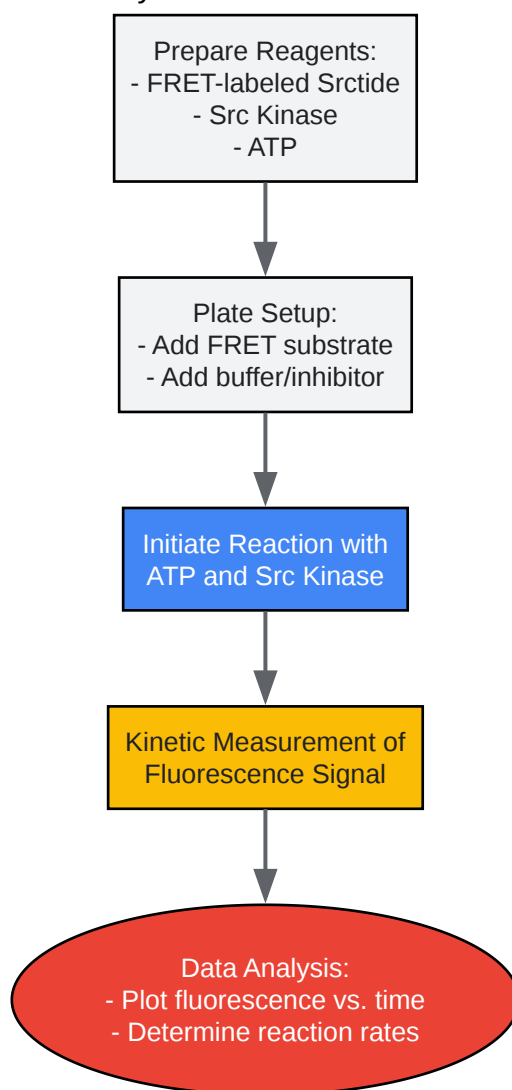 Prepare Reagents:
- FRET-labeled Srctide
- Src Kinase
- ATP
Plate Setup:
- Add FRET substrate
- Add buffer/inhibitor
Initiate Reaction with
ATP and Src Kinase
Kinetic Measurement of
Fluorescence Signal
Data Analysis:
- Plot fluorescence vs. time
- Determine reaction rates